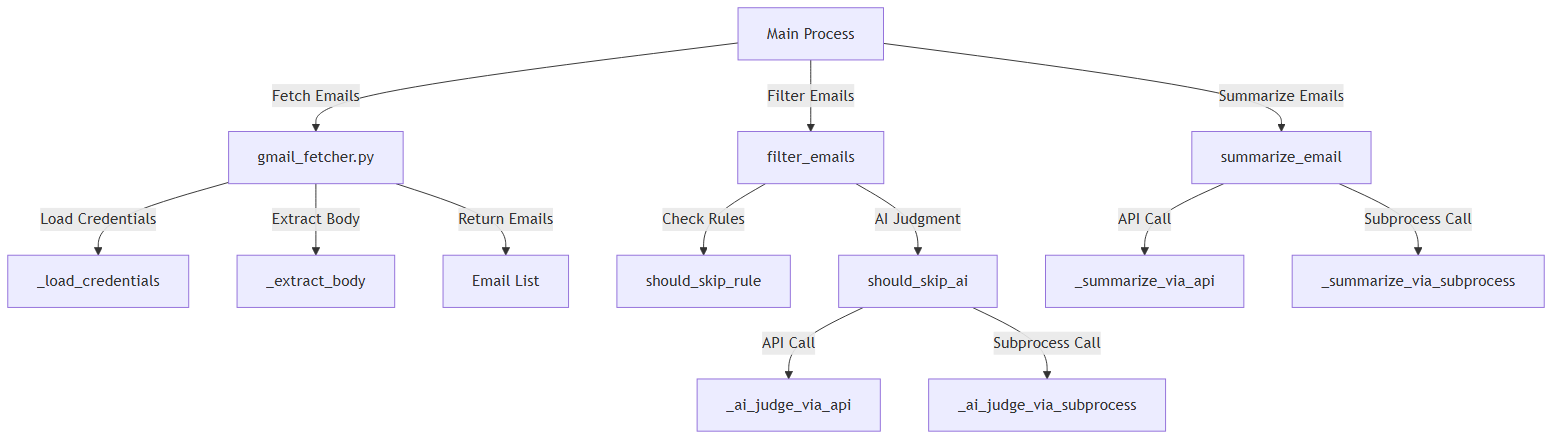 Main Process
Fetch Emails
Filter Emails
Summarize Emails
gmail_fetcher.py
filter_emails
summarize_email
Load Credentials
Extract Body
Return Emails
Check Rules
AI Judgment
API Call
Subprocess Call
_load_credentials
_extract_body
Email List
should_skip_rule
should_skip_ai
_summarize_via_api
_summarize_via_subprocess
API Call
Subprocess Call
_ai_judge_via_api
_ai_judge_via_subprocess